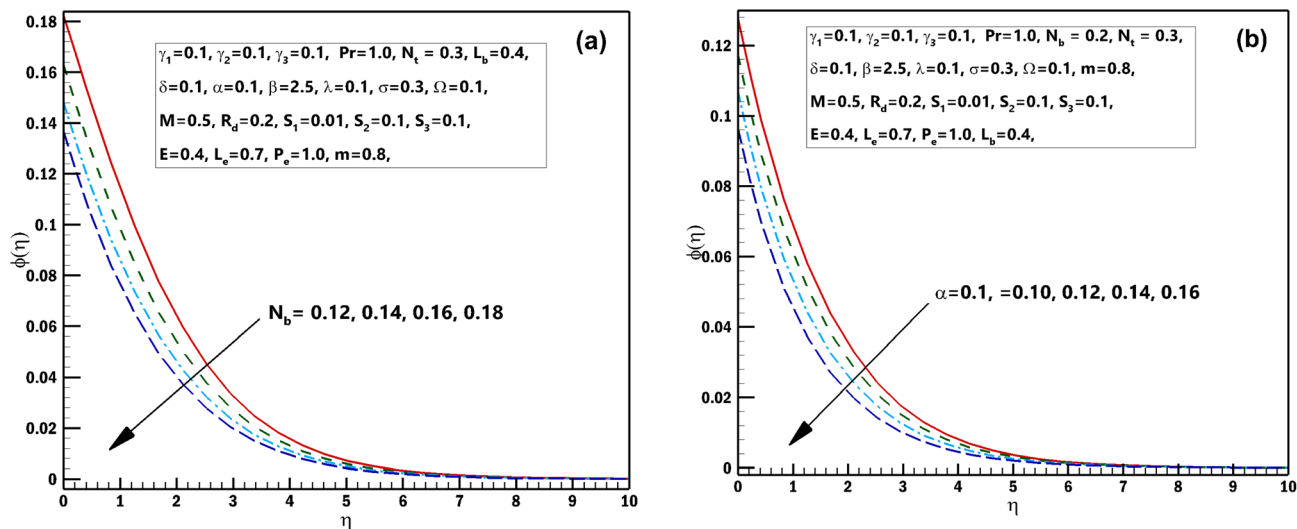 (a)
γ₁=0.1, γ₂=0.1, γ₃=0.1, Pr=1.0, Nₜ = 0.3, L_b=0.4,
δ=0.1, α=0.1, β=2.5, λ=0.1, σ=0.3, Ω=0.1,
M=0.5, R_d=0.2, S₁=0.01, S₂=0.1, S₃=0.1,
E=0.4, Lₑ=0.7, Pₑ=1.0, m=0.8,
N_b= 0.12, 0.14, 0.16, 0.18
ϕ(η)
0.18
0.16
0.14
0.12
0.1
0.08
0.06
0.04
0.02
0
0 1 2 3 4 5 6 7 8 9 10
η
(b)
γ₁=0.1, γ₂=0.1, γ₃=0.1, Pr=1.0, N_b = 0.2, Nₜ = 0.3,
δ=0.1, β=2.5, λ=0.1, σ=0.3, Ω=0.1, m=0.8,
M=0.5, R_d=0.2, S₁=0.01, S₂=0.1, S₃=0.1,
E=0.4, Lₑ=0.7, Pₑ=1.0, L_b=0.4,
α=0.1, =0.10, 0.12, 0.14, 0.16
ϕ(η)
0.12
0.1
0.08
0.06
0.04
0.02
0
0 1 2 3 4 5 6 7 8 9 10
η